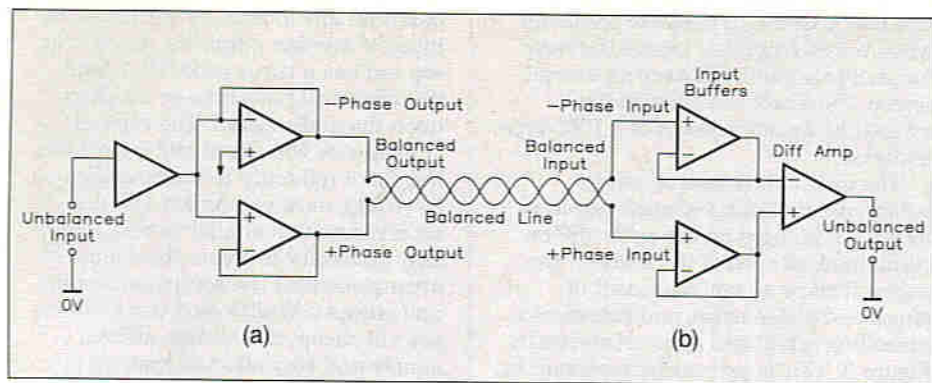 Input
Buffers
−Phase Output
−Phase Input
Balanced
Output
Balanced
Input
Diff Amp.
−
+
+
−
Unbalanced
Input
Balanced Line
−
+
Unbalanced
Output
+
−
+Phase Output
+Phase Input
+
−
0V
(a)
(b)
0V